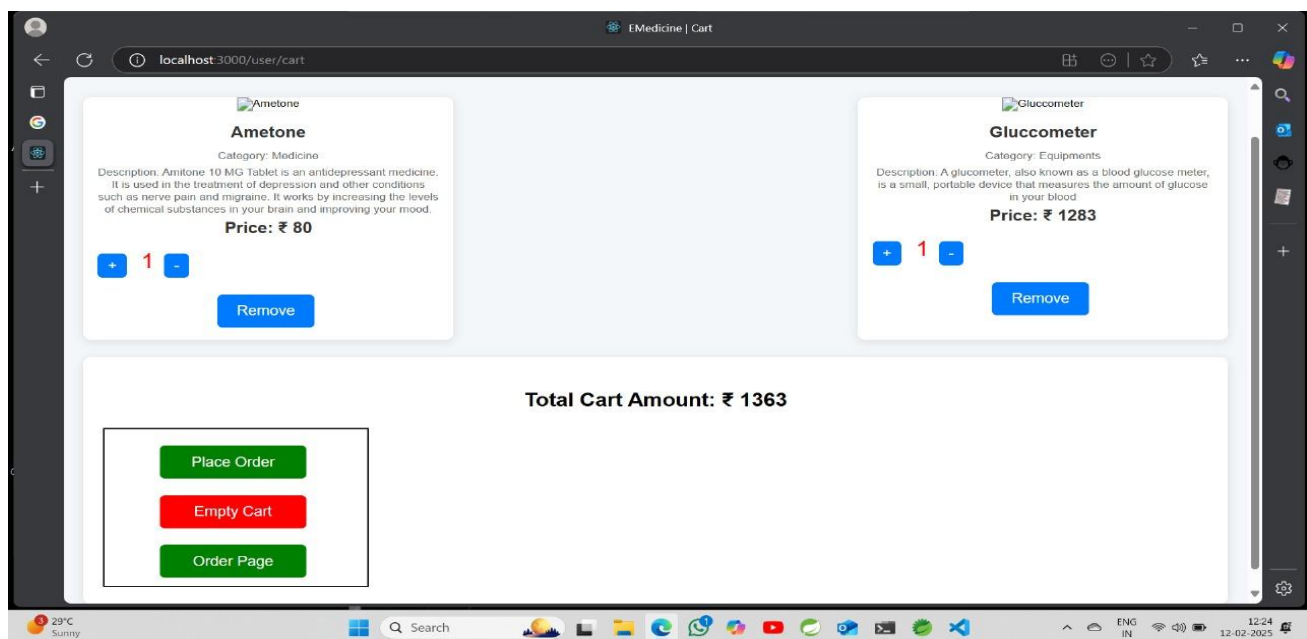 EMedicine | Cart
localhost:3000/user/cart
Ametone
Ametone
Category: Medicine
Description: Amitone 10 MG Tablet is an antidepressant medicine.
It is used in the treatment of depression and other conditions
such as nerve pain and migraine. It works by increasing the levels
of chemical substances in your brain and improving your mood.
Price: ₹ 80
+ 1 -
Remove
Gluccometer
Gluccometer
Category: Equipments
Description: A glucometer, also known as a blood glucose meter,
is a small, portable device that measures the amount of glucose
in your blood
Price: ₹ 1283
+ 1 -
Remove
Total Cart Amount: ₹ 1363
Place Order
Empty Cart
Order Page
3
29°C
Sunny
Search
ENG
IN
12:24
12-02-2025